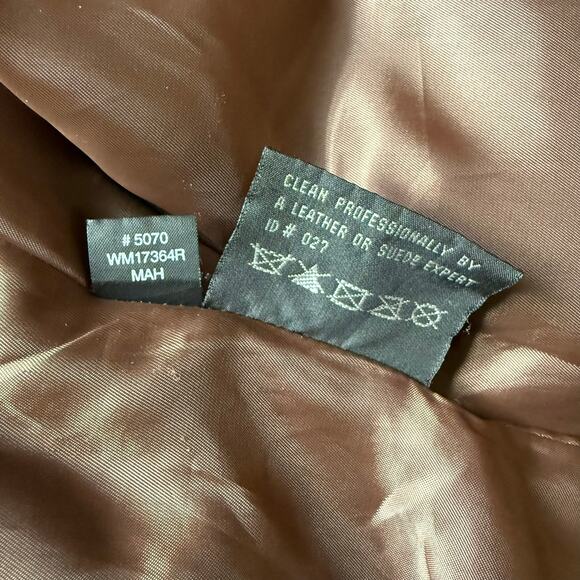 # 5070
WM17364R
MAH
CLEAN PROFESSIONALLY BY
A LEATHER OR SUEDE EXPERT
ID # 027